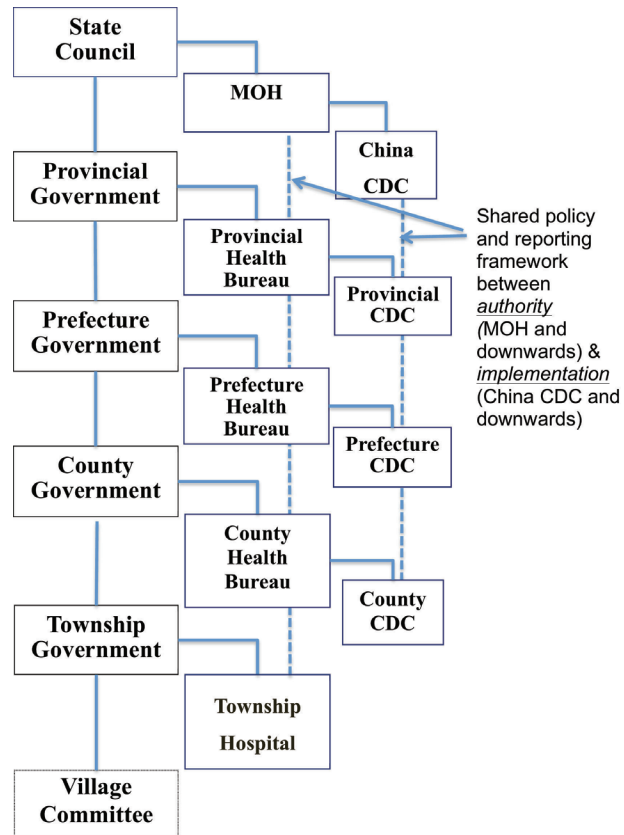 State
Council
MOH
China
CDC
Provincial
Government
Provincial
Health
Bureau
Provincial
CDC
Shared policy
and reporting
framework
between
authority
(MOH and
downwards) &
implementation
(China CDC and
downwards)
Prefecture
Government
Prefecture
Health
Bureau
Prefecture
CDC
County
Government
County
Health
Bureau
County
CDC
Township
Government
Township
Hospital
Village
Committee